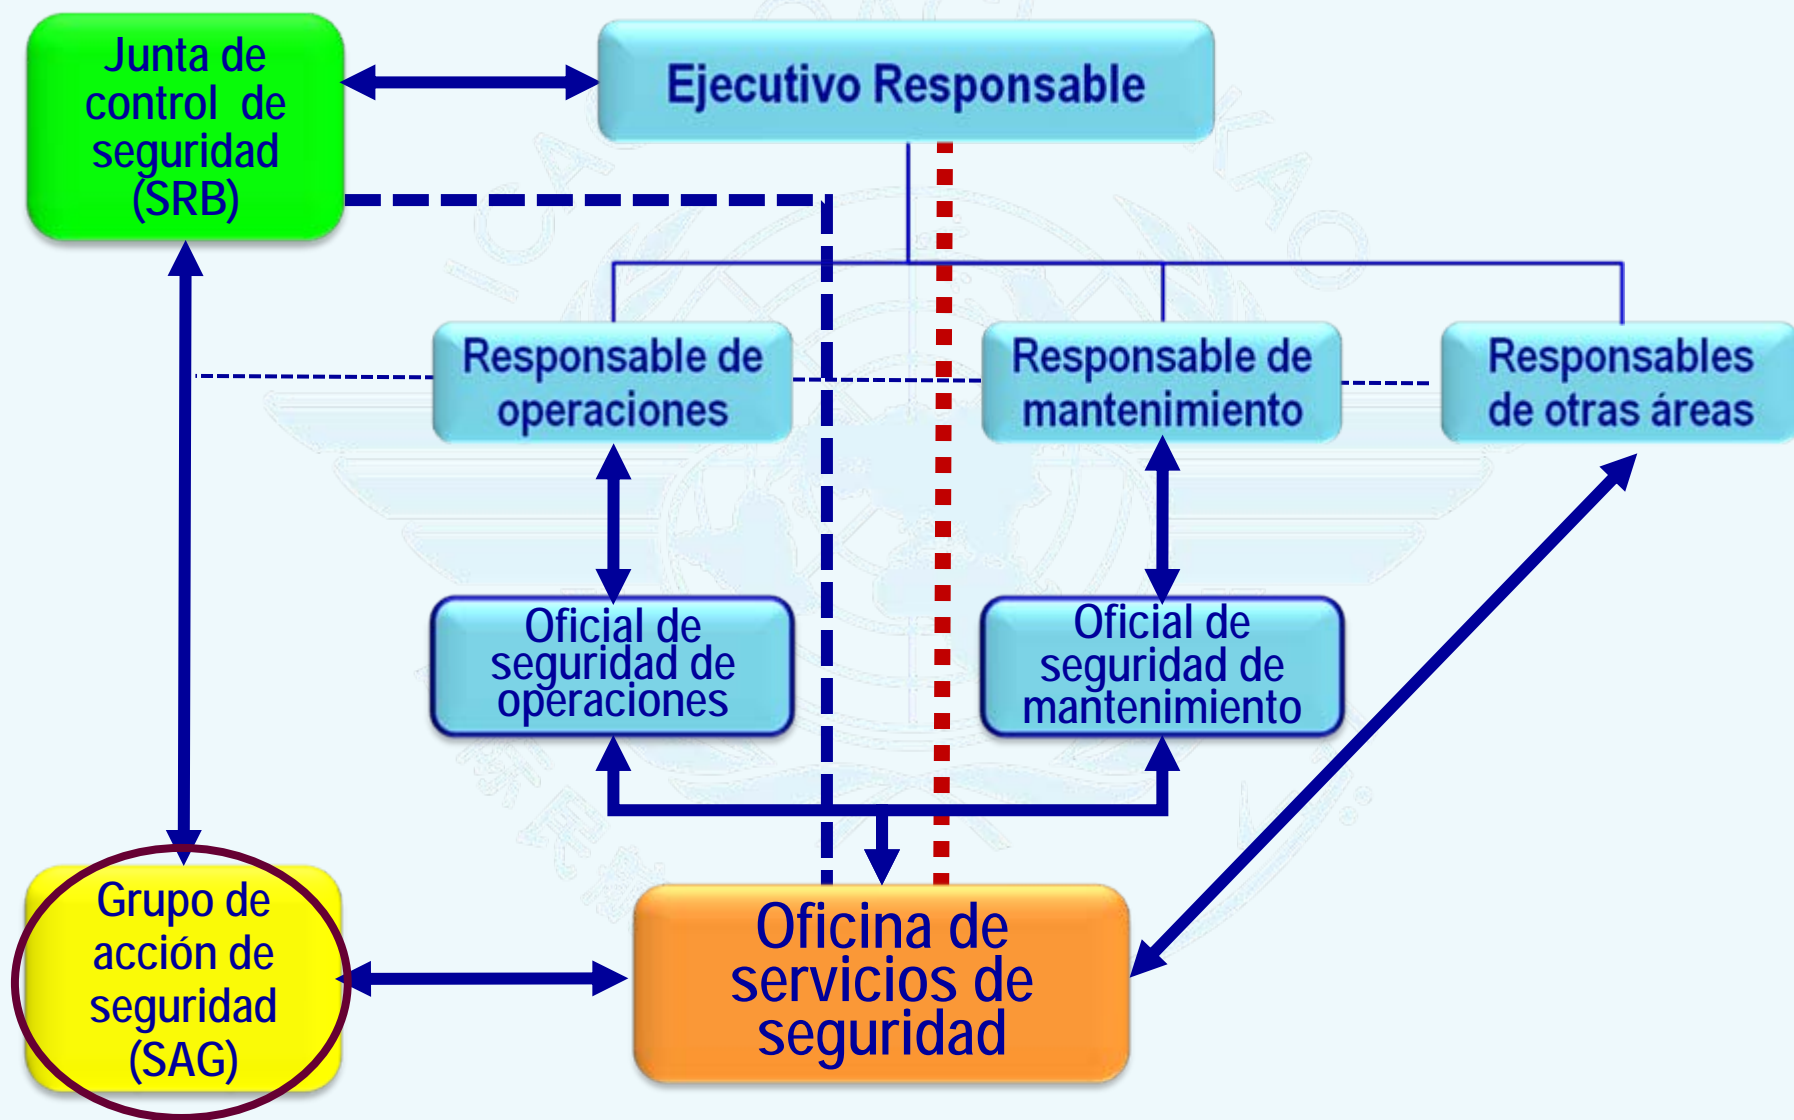 Junta de
control de
seguridad
(SRB)
Ejecutivo Responsable
Responsable de
operaciones
Responsable de
mantenimiento
Responsables
de otras áreas
Oficial de
seguridad de
operaciones
Oficial de
seguridad de
mantenimiento
Grupo de
acción de
seguridad
(SAG)
Oficina de
servicios de
seguridad